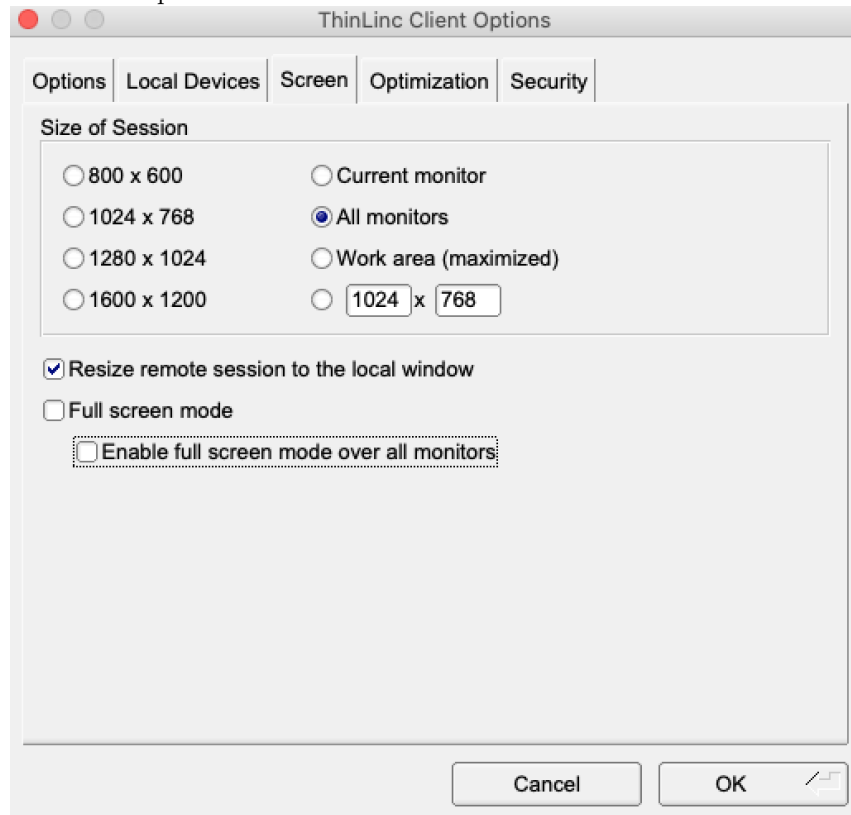 ThinLinc Client Options
Options Local Devices Screen Optimization Security
Size of Session
800 x 600 Current monitor
1024 x 768 All monitors
1280 x 1024 Work area (maximized)
1600 x 1200 1024 x 768
Resize remote session to the local window
Full screen mode
Enable full screen mode over all monitors
Cancel OK